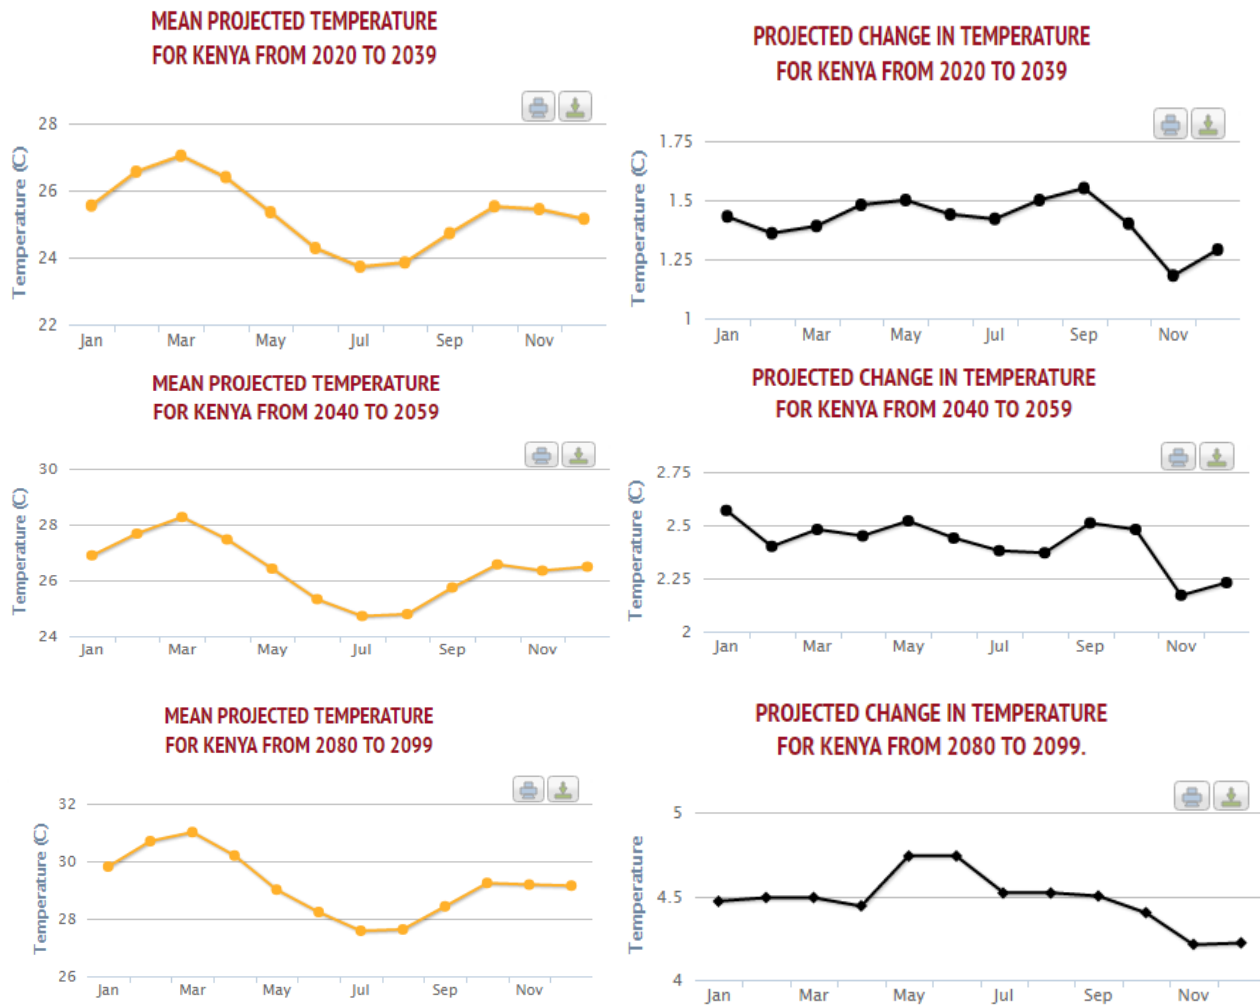 MEAN PROJECTED TEMPERATURE
FOR KENYA FROM 2020 TO 2039
Temperature (C)
28
26
24
22
Jan Mar May Jul Sep Nov
PROJECTED CHANGE IN TEMPERATURE
FOR KENYA FROM 2020 TO 2039
Temperature (C)
1.75
1.5
1.25
1
Jan Mar May Jul Sep Nov
MEAN PROJECTED TEMPERATURE
FOR KENYA FROM 2040 TO 2059
Temperature (C)
30
28
26
24
Jan Mar May Jul Sep Nov
PROJECTED CHANGE IN TEMPERATURE
FOR KENYA FROM 2040 TO 2059
Temperature (C)
2.75
2.5
2.25
2
Jan Mar May Jul Sep Nov
MEAN PROJECTED TEMPERATURE
FOR KENYA FROM 2080 TO 2099
Temperature (C)
32
30
28
26
Jan Mar May Jul Sep Nov
PROJECTED CHANGE IN TEMPERATURE
FOR KENYA FROM 2080 TO 2099.
Temperature
5
4.5
4
Jan Mar May Jul Sep Nov